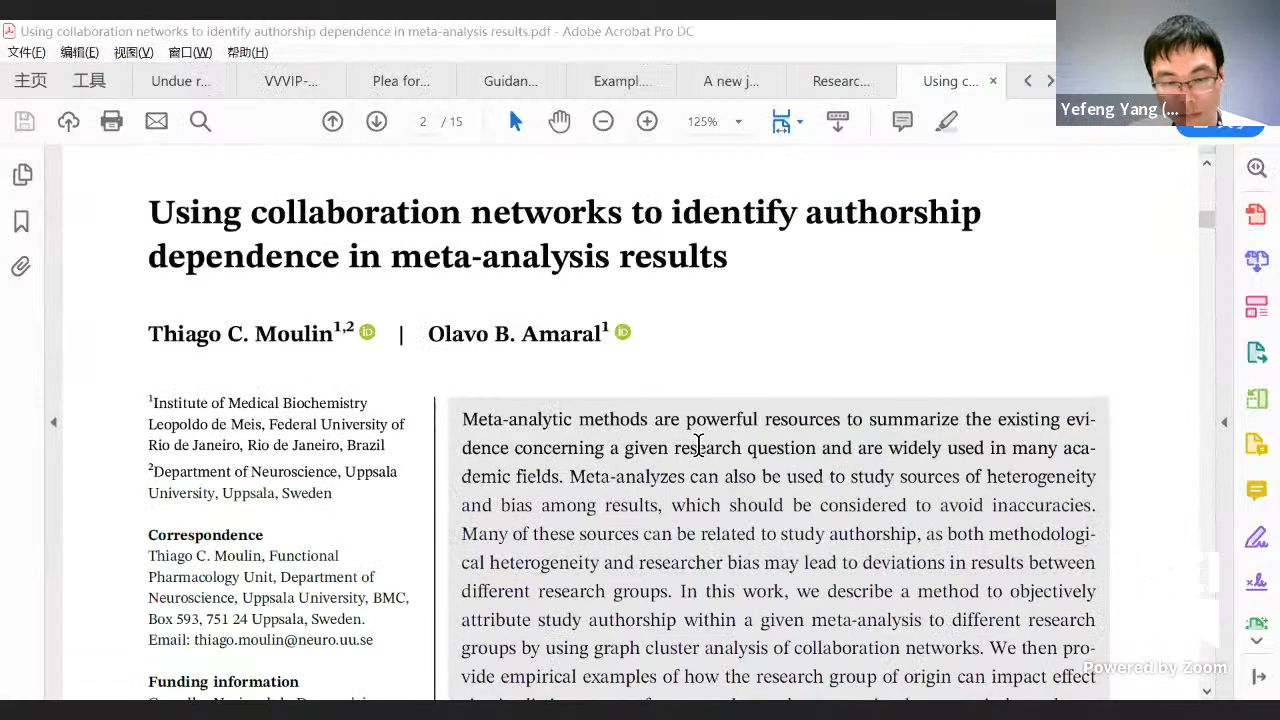 Using collaboration networks to identify authorship dependence in meta-analysis results.pdf - Adobe Acrobat Pro DC
文件(F) 编辑(E) 视图(V) 窗口(W) 帮助(H)
主页 工具 Undue r... VVVIP-... Plea for... Guidan... Exampl... A new j... Researc... Using c... ×
2 / 15 125%
Yefeng Yang (...
Using collaboration networks to identify authorship
dependence in meta-analysis results
Thiago C. Moulin1,2 iD | Olavo B. Amaral1 iD
1Institute of Medical Biochemistry
Leopoldo de Meis, Federal University of
Rio de Janeiro, Rio de Janeiro, Brazil
2Department of Neuroscience, Uppsala
University, Uppsala, Sweden
Correspondence
Thiago C. Moulin, Functional
Pharmacology Unit, Department of
Neuroscience, Uppsala University, BMC,
Box 593, 751 24 Uppsala, Sweden.
Email: thiago.moulin@neuro.uu.se
Funding information
Meta-analytic methods are powerful resources to summarize the existing evi-
dence concerning a given research question and are widely used in many aca-
demic fields. Meta-analyzes can also be used to study sources of heterogeneity
and bias among results, which should be considered to avoid inaccuracies.
Many of these sources can be related to study authorship, as both methodologi-
cal heterogeneity and researcher bias may lead to deviations in results between
different research groups. In this work, we describe a method to objectively
attribute study authorship within a given meta-analysis to different research
groups by using graph cluster analysis of collaboration networks. We then pro-
vide empirical examples of how the research group of origin can impact effect
Powered by Zoom